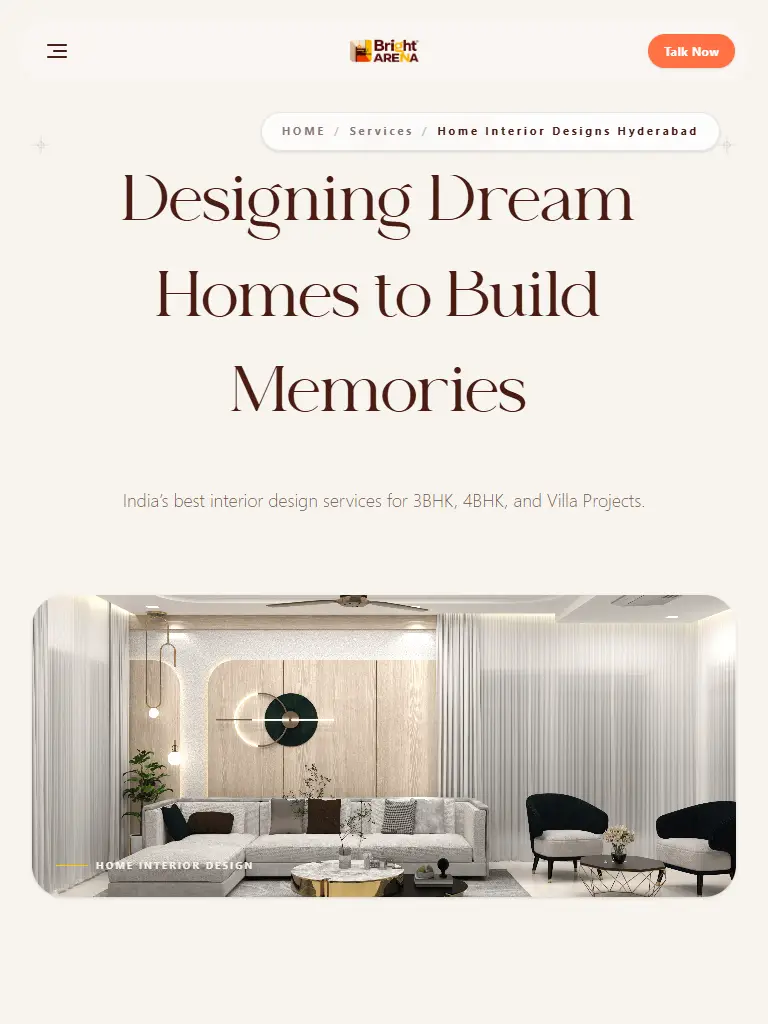 Bright
ARENA
Talk Now
HOME / Services / Home Interior Designs Hyderabad
Designing Dream
Homes to Build
Memories
India's best interior design services for 3BHK, 4BHK, and Villa Projects.
HOME INTERIOR DESIGN